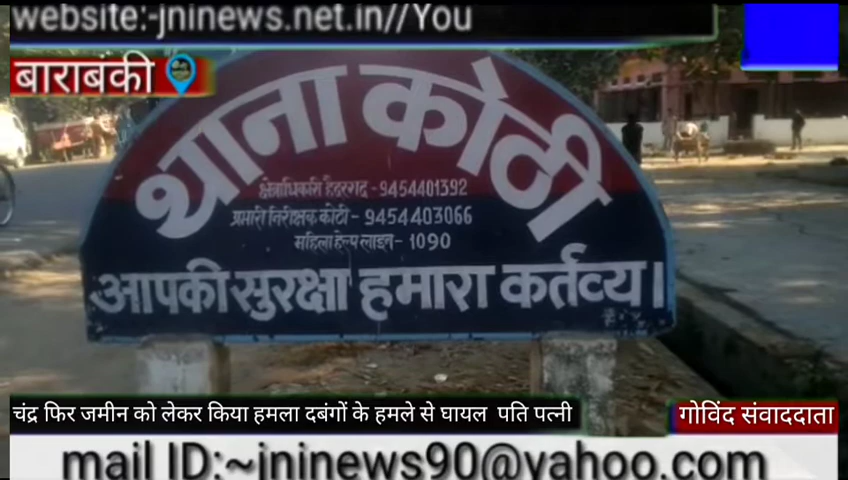 website:-jninews.net.in//You
बाराबंकी
थाना कोठी
क्षेत्राधिकारी हैदरगढ़ - 9454401392
प्रभारी निरीक्षक कोठी - 9454403066
महिला हेल्प लाइन - 1090
आपकी सुरक्षा हमारा कर्तव्य।
चंद्र फिर जमीन को लेकर किया हमला दबंगों के हमले से घायल पति पत्नी
गोविंद संवाददाता
mail ID:~jninews90@yahoo.com